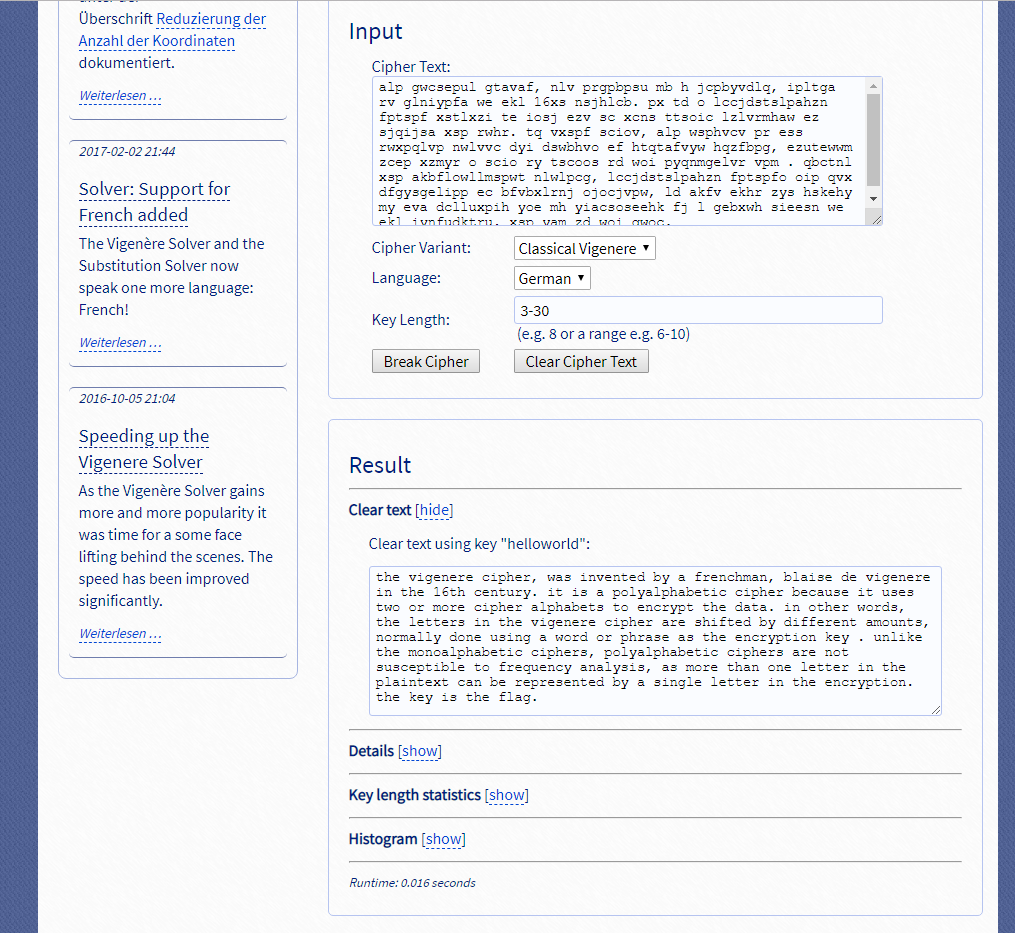 unter der
Überschrift Reduzierung der
Anzahl der Koordinaten
dokumentiert.
Weiterlesen …
2017-02-02 21:44
Solver: Support for
French added
The Vigenère Solver and the
Substitution Solver now
speak one more language:
French!
Weiterlesen …
2016-10-05 21:04
Speeding up the
Vigenere Solver
As the Vigenère Solver gains
more and more popularity it
was time for a some face
lifting behind the scenes. The
speed has been improved
significantly.
Weiterlesen …
Input
Cipher Text:
alp gwcsepul gtavaf, nlv prgpbpsu mb h jcpbyvdlq, ipltga
rv glniypfa we ekl 16xs nsjhlcb. px td o lccjdstslpahzn
fptspf xstlxzi te iosj ezv sc xcns ttsoic lzlvrmhaw ez
sjqijsa xsp rwhr. tq vxspf sciov, alp wsphvcv pr ess
rwxpqlvp nwlvvc dyi dswbhvo ef htqtafvyw hqzfbpg, ezutewwm
zcep xzmyr o scio ry tscoos rd woi pyqnmgelvr vpm . qbctnl
xsp akbflowllmspwt nlwlpcg, lccjdstslpahzn fptspfo oip qvx
dfgysgelipp ec bfvbxlrnj ojocjvpw, ld akfv ekhr zys hskehy
my eva dclluxpih yoe mh yiacsoseehk fj l gebxwh sieesn we
ekl ivnfudktru. xsp vam zd woi qwoc.
Cipher Variant:
Classical Vigenere
Language:
German
Key Length:
3-30
(e.g. 8 or a range e.g. 6-10)
Break Cipher
Clear Cipher Text
Result
Clear text [hide]
Clear text using key "helloworld":
the vigenere cipher, was invented by a frenchman, blaise de vigenere
in the 16th century. it is a polyalphabetic cipher because it uses
two or more cipher alphabets to encrypt the data. in other words,
the letters in the vigenere cipher are shifted by different amounts,
normally done using a word or phrase as the encryption key . unlike
the monoalphabetic ciphers, polyalphabetic ciphers are not
susceptible to frequency analysis, as more than one letter in the
plaintext can be represented by a single letter in the encryption.
the key is the flag.
Details [show]
Key length statistics [show]
Histogram [show]
Runtime: 0.016 seconds